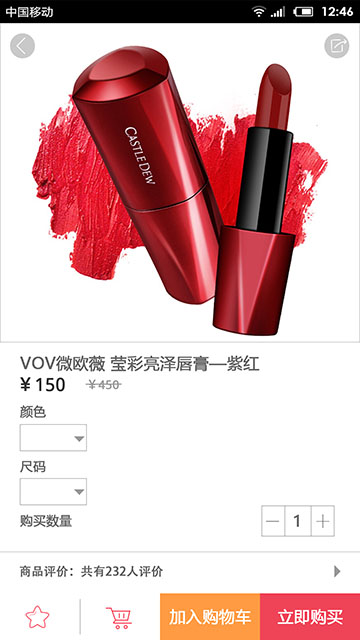 中国移动 12:46
CASTLE DEW
VOV微欧薇 莹彩亮泽唇膏—紫红
¥150 ¥450
颜色
尺码
购买数量 — 1 +
商品评价：共有232人评价
加入购物车 立即购买